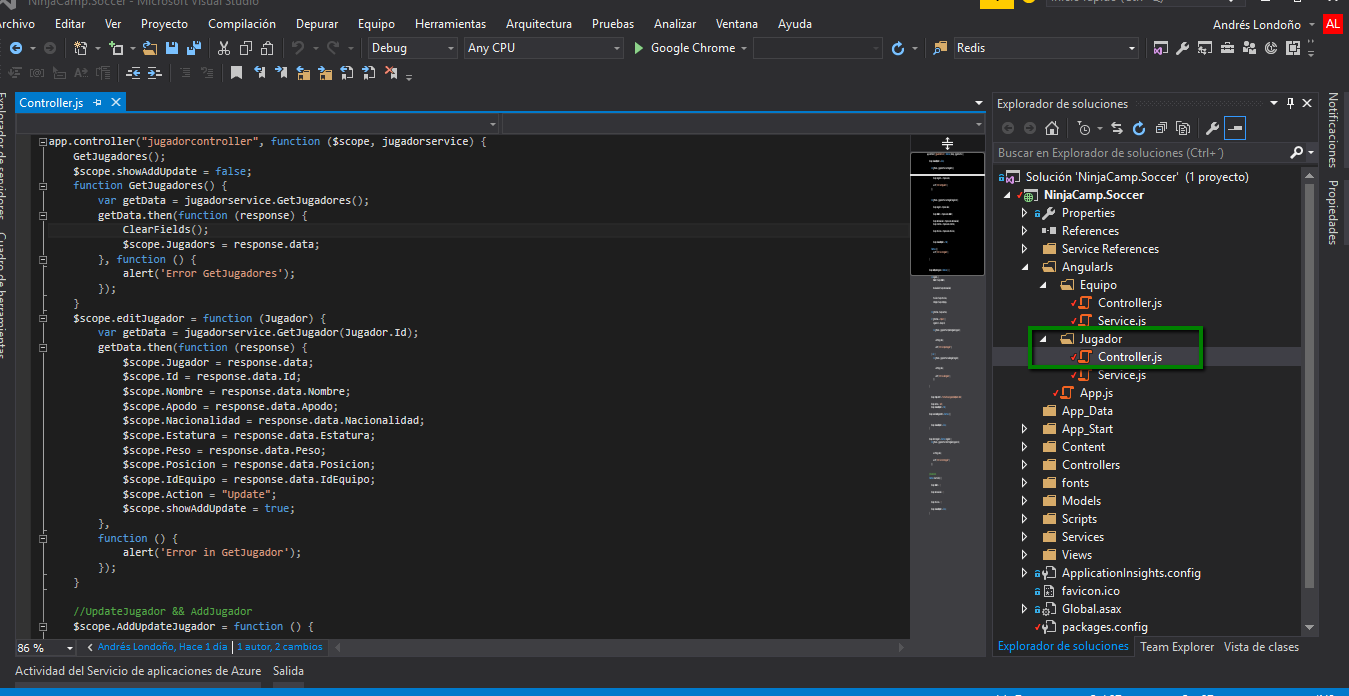 NinjaCamp.Soccer - Microsoft Visual Studio
Archivo Editar Ver Proyecto Compilación Depurar Equipo Herramientas Arquitectura Pruebas Analizar Ventana Ayuda
Andrés Londoño AL
Debug Any CPU Google Chrome Redis
Controller.js
app.controller("jugadorcontroller", function ($scope, jugadorservice) {
GetJugadores();
$scope.showAddUpdate = false;
function GetJugadores() {
var getData = jugadorservice.GetJugadores();
getData.then(function (response) {
ClearFields();
$scope.Jugadors = response.data;
}, function () {
alert('Error GetJugadores');
});
}
$scope.editJugador = function (Jugador) {
var getData = jugadorservice.GetJugador(Jugador.Id);
getData.then(function (response) {
$scope.Jugador = response.data;
$scope.Id = response.data.Id;
$scope.Nombre = response.data.Nombre;
$scope.Apodo = response.data.Apodo;
$scope.Nacionalidad = response.data.Nacionalidad;
$scope.Estatura = response.data.Estatura;
$scope.Peso = response.data.Peso;
$scope.Posicion = response.data.Posicion;
$scope.IdEquipo = response.data.IdEquipo;
$scope.Action = "Update";
$scope.showAddUpdate = true;
},
function () {
alert('Error in GetJugador');
});
}
//UpdateJugador && AddJugador
$scope.AddUpdateJugador = function () {
86 %
Andrés Londoño, Hace 1 día | 1 autor, 2 cambios
Actividad del Servicio de aplicaciones de Azure Salida
Explorador de soluciones
Buscar en Explorador de soluciones (Ctrl+´)
Solución 'NinjaCamp.Soccer' (1 proyecto)
NinjaCamp.Soccer
Properties
References
Service References
AngularJs
Equipo
Controller.js
Service.js
Jugador
Controller.js
Service.js
App.js
App_Data
App_Start
Content
Controllers
fonts
Models
Scripts
Services
Views
ApplicationInsights.config
favicon.ico
Global.asax
packages.config
Explorador de soluciones Team Explorer Vista de clases
Notificaciones
Propiedades
Explorador de servidores
Cuadro de herramientas